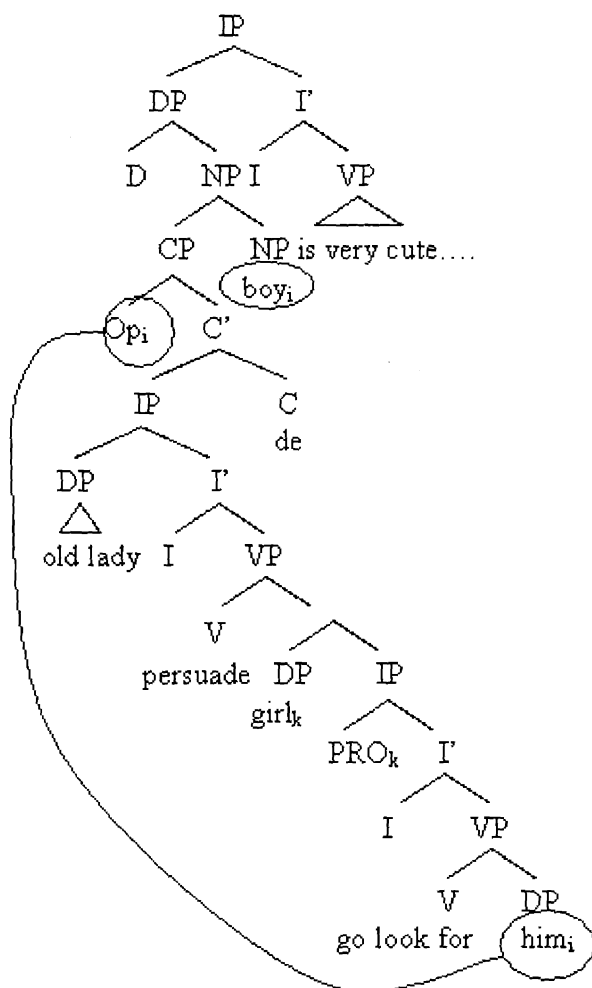 IP
DP I'
D NP I VP
CP NP is very cute....
boyᵢ
Opᵢ C'
IP C
de
DP I'
old lady I VP
V
persuade DP IP
girlₖ
PROₖ I'
I VP
V DP
go look for himᵢ